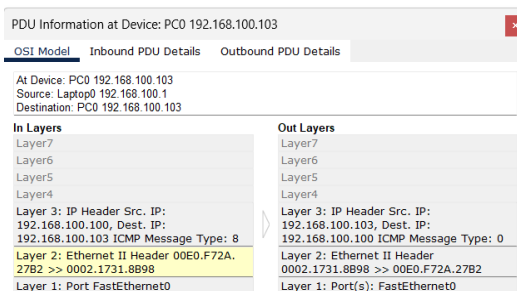 PDU Information at Device: PC0 192.168.100.103
OSI Model Inbound PDU Details Outbound PDU Details
At Device: PC0 192.168.100.103
Source: Laptop0 192.168.100.1
Destination: PC0 192.168.100.103
In Layers
Layer7
Layer6
Layer5
Layer4
Layer 3: IP Header Src. IP:
192.168.100.100, Dest. IP:
192.168.100.103 ICMP Message Type: 8
Layer 2: Ethernet II Header 00E0.F72A.
27B2 >> 0002.1731.8B98
Layer 1: Port FastEthernet0
Out Layers
Layer7
Layer6
Layer5
Layer4
Layer 3: IP Header Src. IP:
192.168.100.103, Dest. IP:
192.168.100.100 ICMP Message Type: 0
Layer 2: Ethernet II Header
0002.1731.8B98 >> 00E0.F72A.27B2
Layer 1: Port(s): FastEthernet0